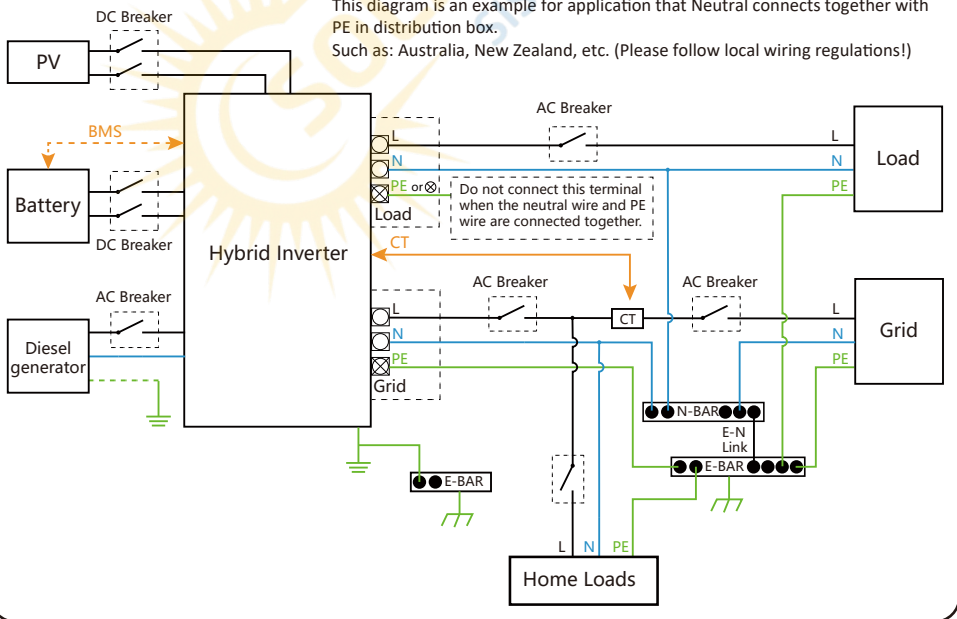 This diagram is an example for application that Neutral connects together with
PE in distribution box.
Such as: Australia, New Zealand, etc. (Please follow local wiring regulations!)
DC Breaker
PV
AC Breaker
BMS
L
N
PE or⊗
Load
Do not connect this terminal
when the neutral wire and PE
wire are connected together.
L
N
PE
Load
Battery
DC Breaker
Hybrid Inverter
CT
AC Breaker
AC Breaker
AC Breaker
L
N
PE
Grid
CT
L
N
PE
Grid
Diesel
generator
N-BAR
E-N
Link
E-BAR
E-BAR
L
N
PE
Home Loads